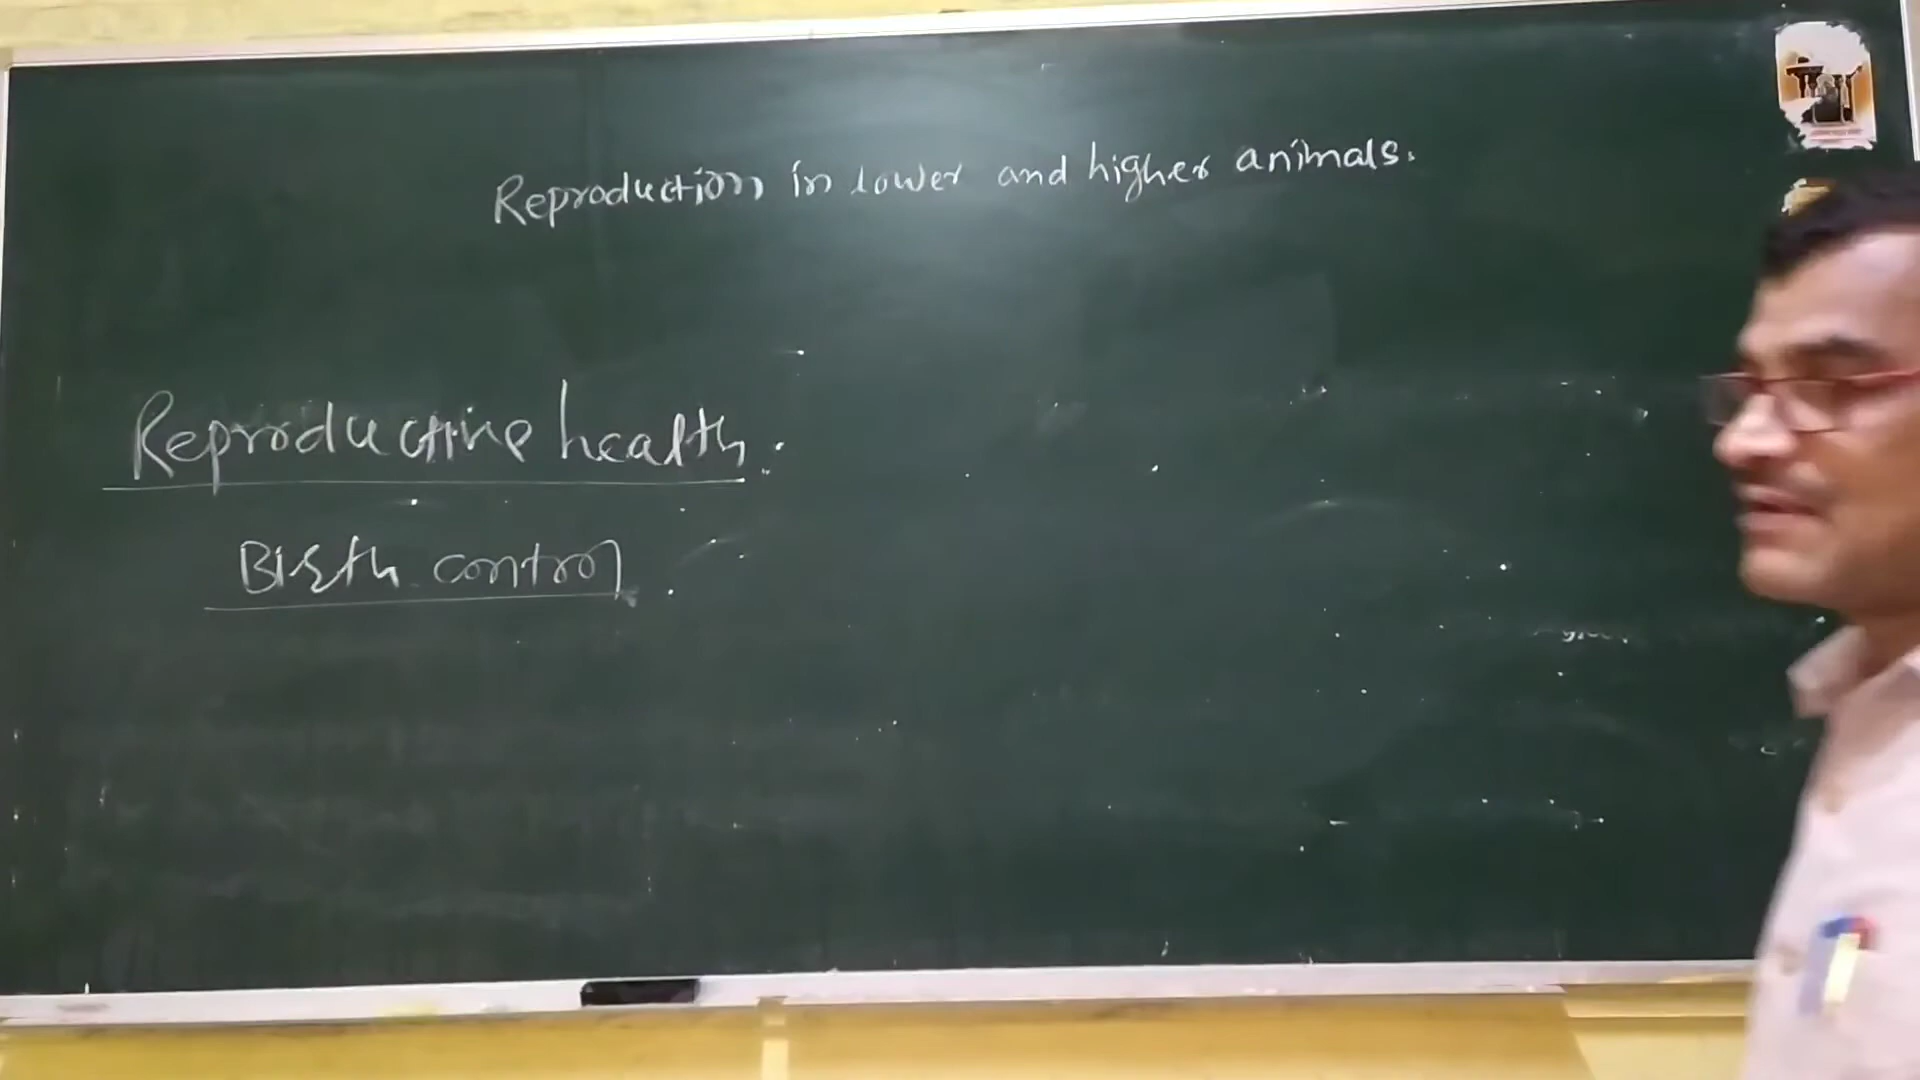 Reproduction in lower and higher animals.
Reproductive health.
Birth control.